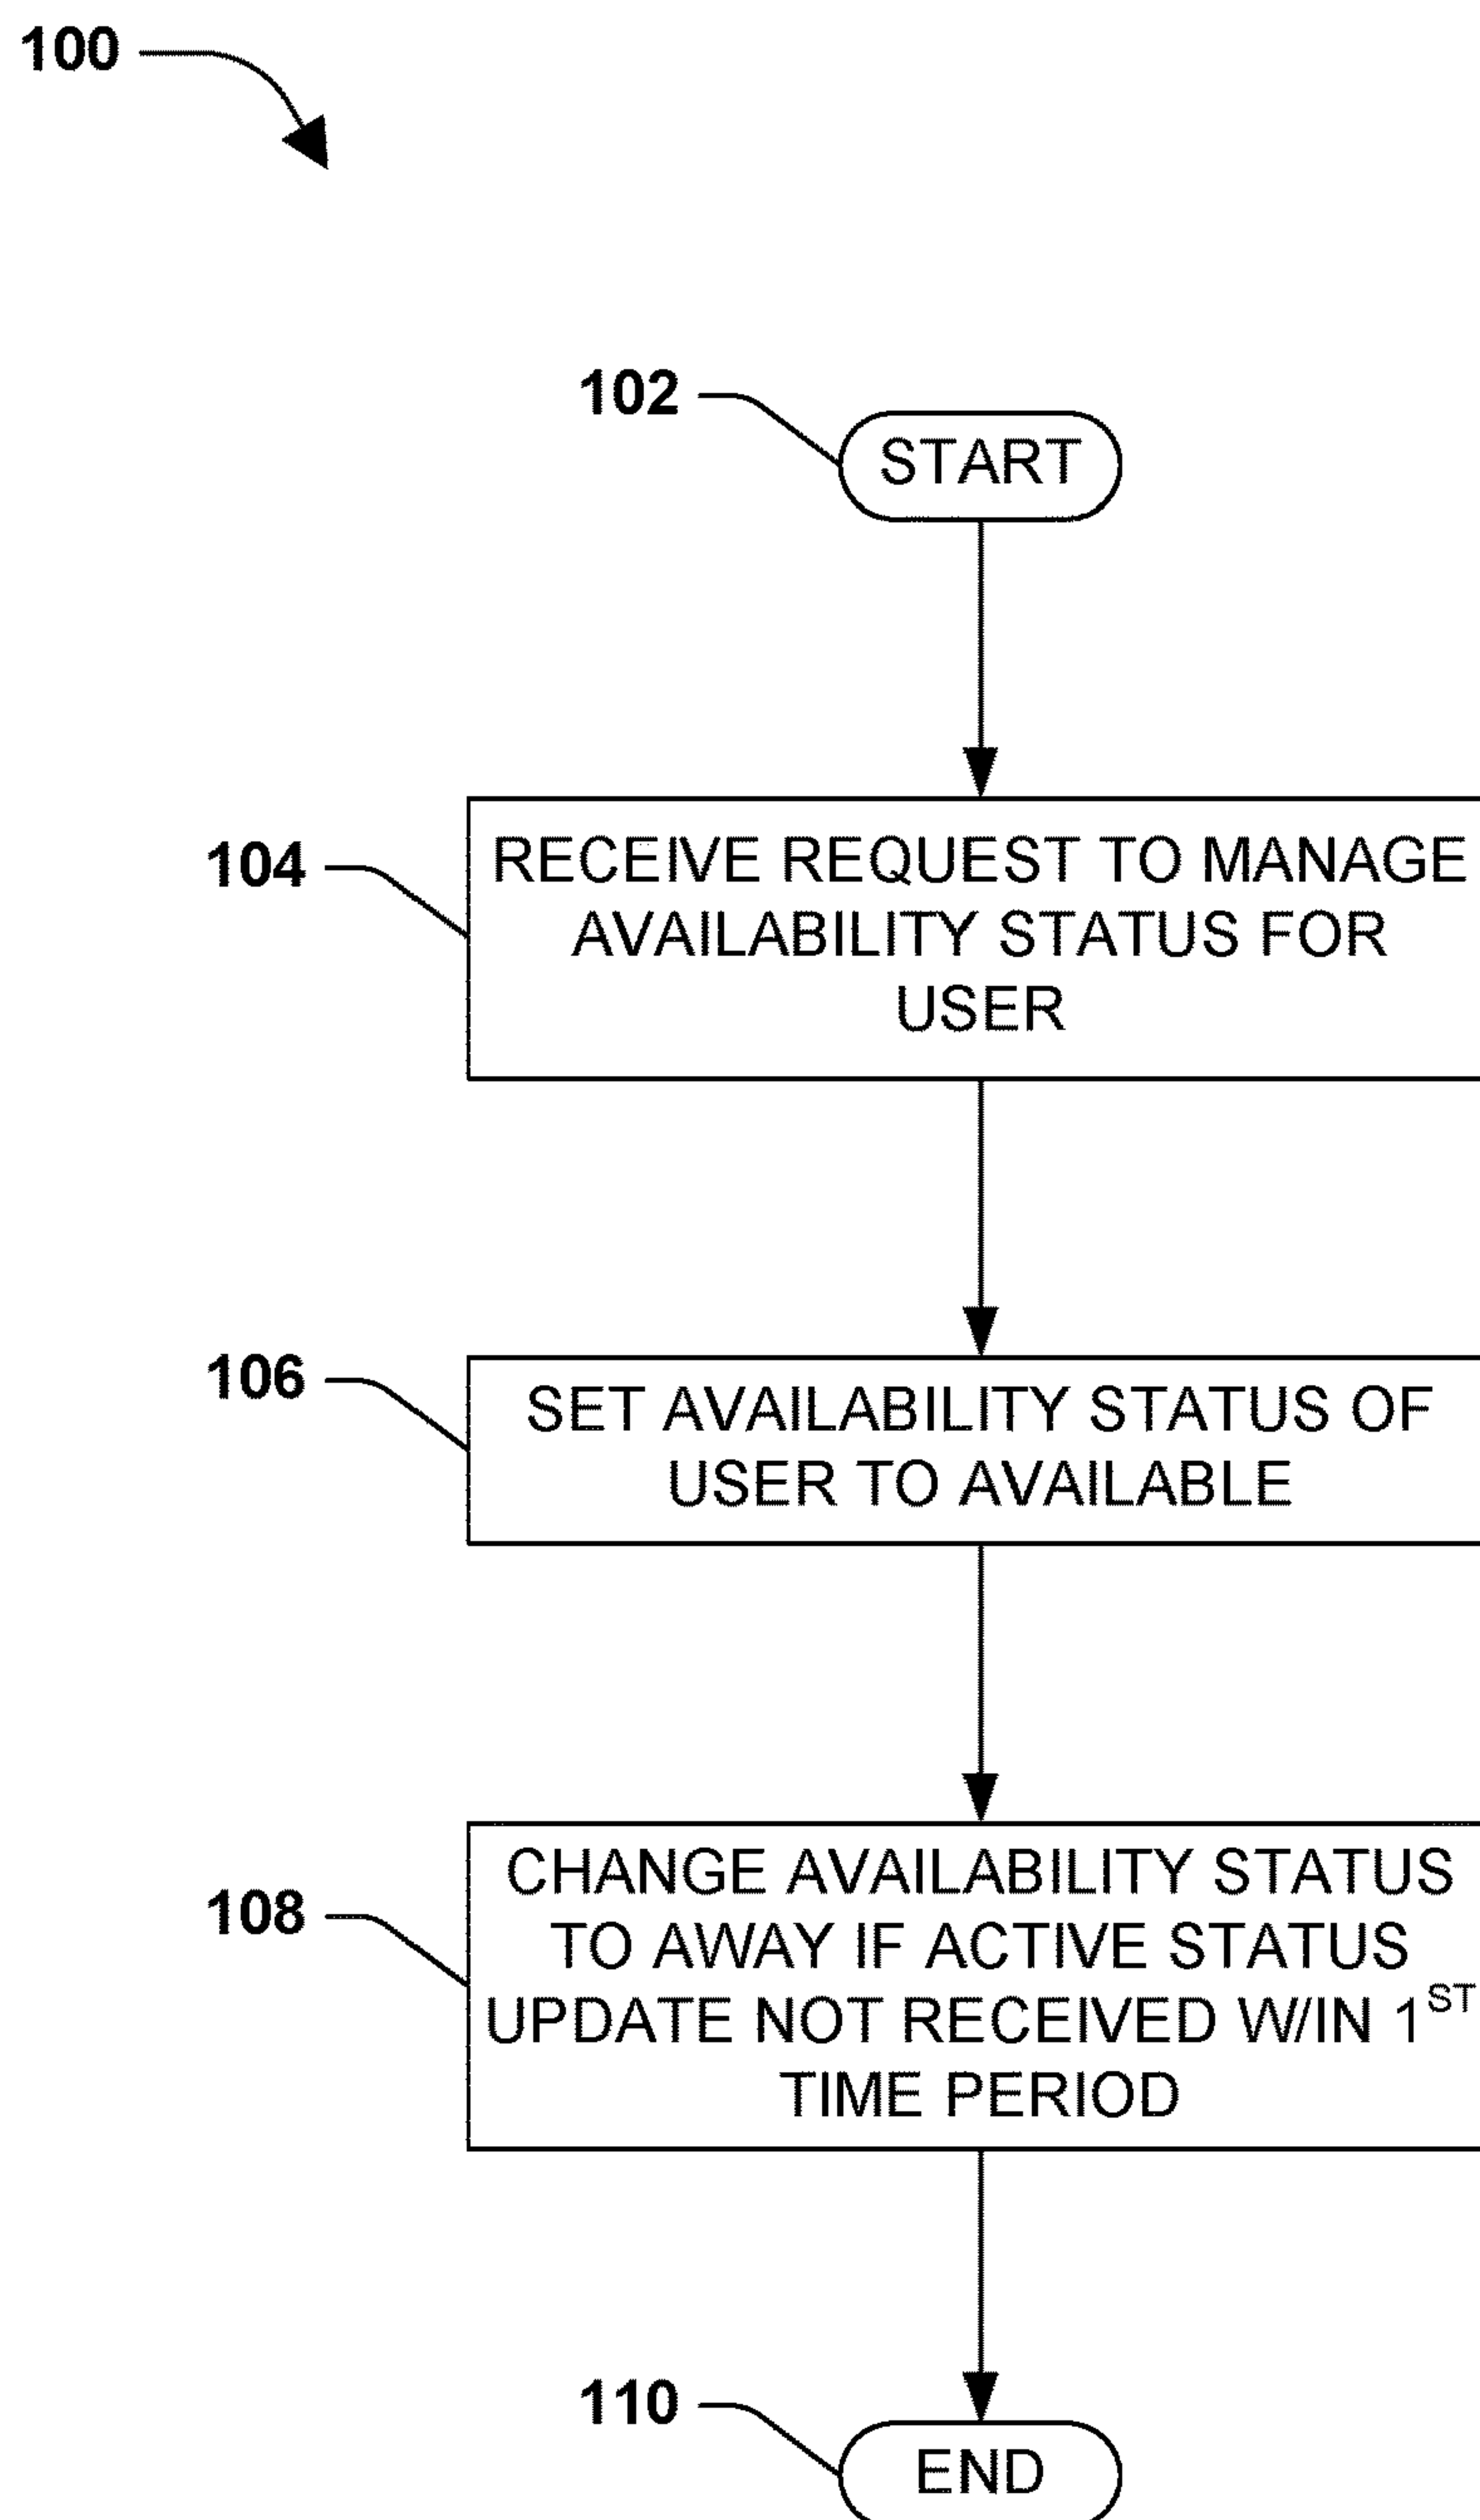 100
102
START
104
RECEIVE REQUEST TO MANAGE
AVAILABILITY STATUS FOR
USER
106
SET AVAILABILITY STATUS OF
USER TO AVAILABLE
108
CHANGE AVAILABILITY STATUS
TO AWAY IF ACTIVE STATUS
UPDATE NOT RECEIVED W/IN 1ST
TIME PERIOD
110
END